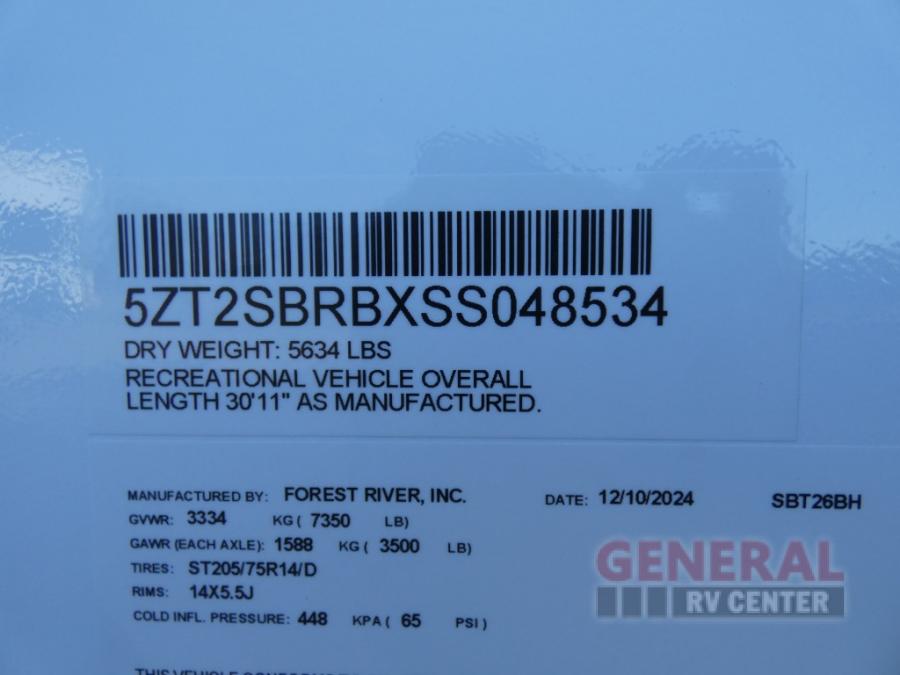 5ZT2SBRBXSS048534
DRY WEIGHT: 5634 LBS
RECREATIONAL VEHICLE OVERALL
LENGTH 30'11" AS MANUFACTURED.
MANUFACTURED BY: FOREST RIVER, INC. DATE: 12/10/2024 SBT26BH
GVWR: 3334 KG ( 7350 LB)
GAWR (EACH AXLE): 1588 KG ( 3500 LB)
TIRES: ST205/75R14/D
RIMS: 14X5.5J
COLD INFL. PRESSURE: 448 KPA ( 65 PSI )
GENERAL
RV CENTER
THIS VEHICLE